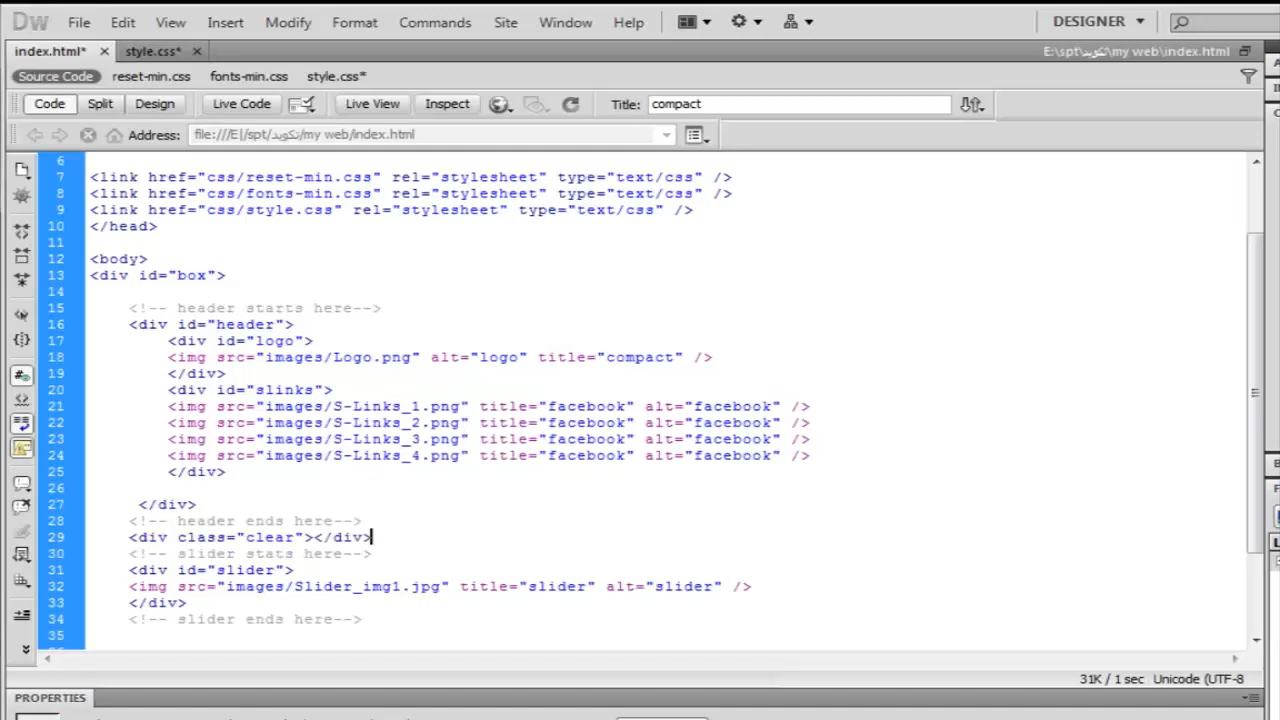 Dw File Edit View Insert Modify Format Commands Site Window Help DESIGNER
index.html* × style.css* × E:\spt\تكويد\my web\index.html
Source Code reset-min.css fonts-min.css style.css*
Code Split Design Live Code Live View Inspect Title: compact
Address: file:///E|/spt/تكويد/my web/index.html
6
7 <link href="css/reset-min.css" rel="stylesheet" type="text/css" />
8 <link href="css/fonts-min.css" rel="stylesheet" type="text/css" />
9 <link href="css/style.css" rel="stylesheet" type="text/css" />
10 </head>
11
12 <body>
13 <div id="box">
14
15 <!-- header starts here-->
16 <div id="header">
17 <div id="logo">
18 <img src="images/Logo.png" alt="logo" title="compact" />
19 </div>
20 <div id="slinks">
21 <img src="images/S-Links_1.png" title="facebook" alt="facebook" />
22 <img src="images/S-Links_2.png" title="facebook" alt="facebook" />
23 <img src="images/S-Links_3.png" title="facebook" alt="facebook" />
24 <img src="images/S-Links_4.png" title="facebook" alt="facebook" />
25 </div>
26
27 </div>
28 <!-- header ends here-->
29 <div class="clear"></div>
30 <!-- slider stats here-->
31 <div id="slider">
32 <img src="images/Slider_img1.jpg" title="slider" alt="slider" />
33 </div>
34 <!-- slider ends here-->
35
31K / 1 sec Unicode (UTF-8
PROPERTIES